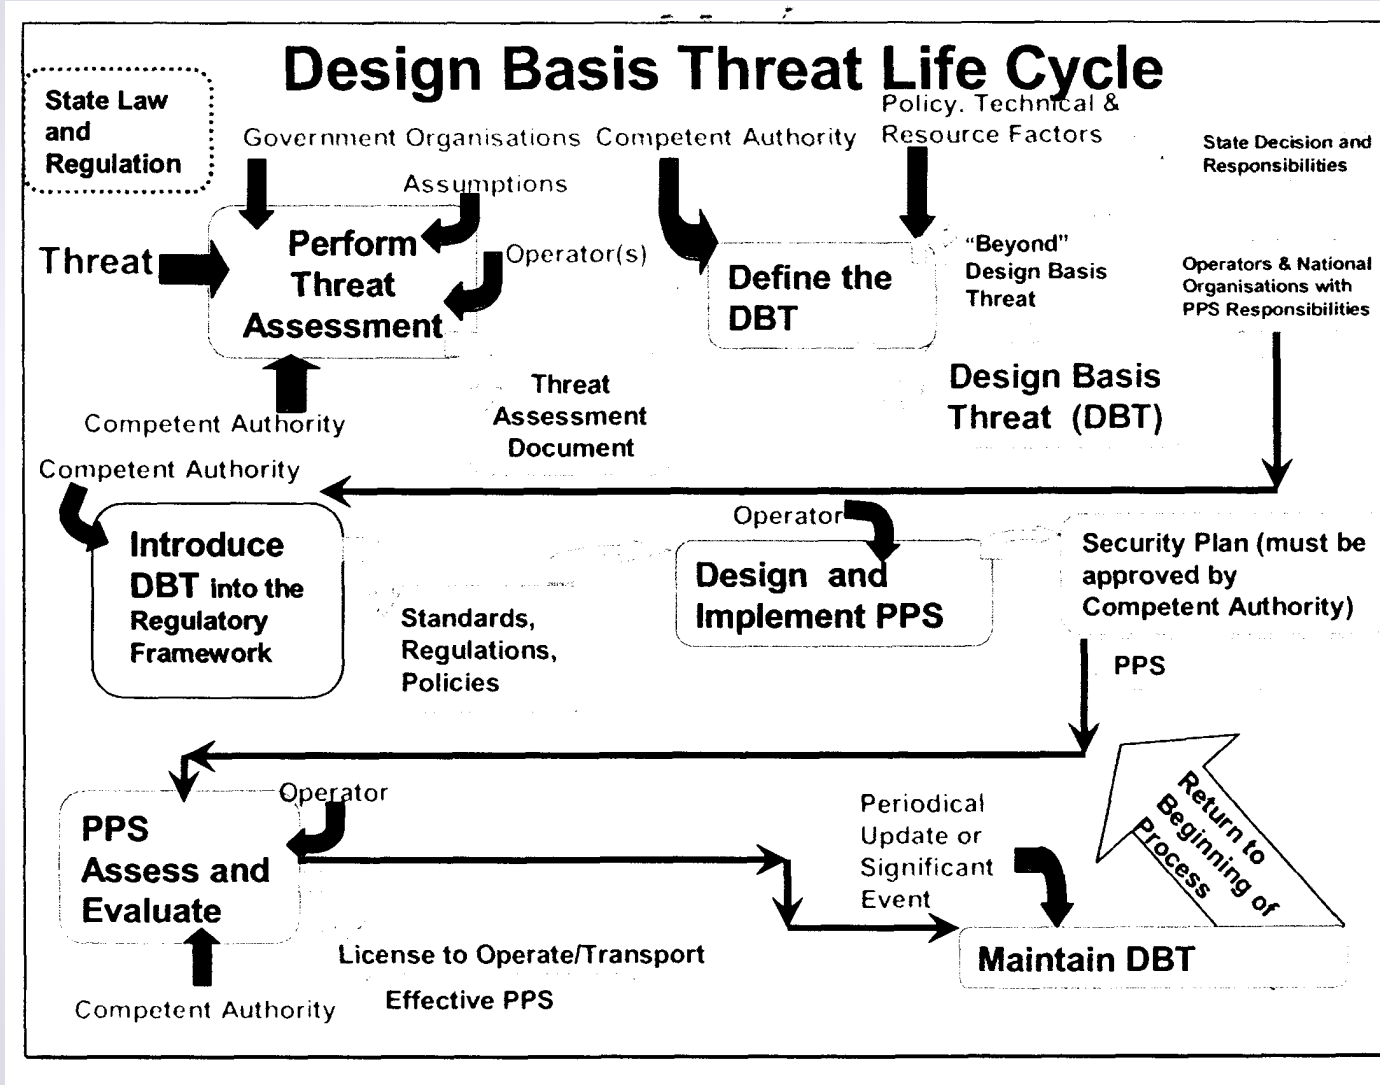 Design Basis Threat Life Cycle
State Law
and
Regulation
Government Organisations
Competent Authority
Policy. Technical &
Resource Factors
State Decision and
Responsibilities
Assumptions
Threat
Perform
Threat
Assessment
Operator(s)
Define the
DBT
"Beyond"
Design Basis
Threat
Operators & National
Organisations with
PPS Responsibilities
Competent Authority
Threat
Assessment
Document
Design Basis
Threat (DBT)
Competent Authority
Introduce
DBT into the
Regulatory
Framework
Standards,
Regulations,
Policies
Operator
Design and
Implement PPS
Security Plan (must be
approved by
Competent Authority)
PPS
Operator
PPS
Assess and
Evaluate
Competent Authority
License to Operate/Transport
Effective PPS
Periodical
Update or
Significant
Event
Maintain DBT
Return to
Beginning of
Process